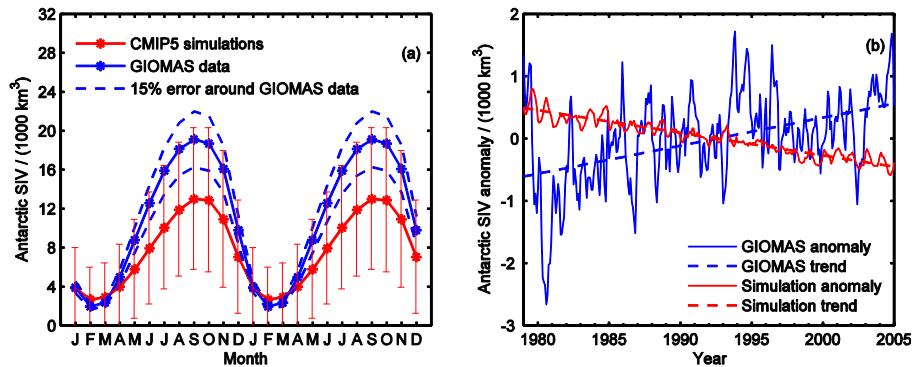 32
28
24
20
16
12
8
4
0
Antarctic SIV / (1000 km³)
CMIP5 simulations
GIOMAS data
15% error around GIOMAS data
(a)
J F M A M J J A S O N D J F M A M J J A S O N D
Month
2
1
0
-1
-2
-3
Antarctic SIV anomaly / (1000 km³)
(b)
GIOMAS anomaly
GIOMAS trend
Simulation anomaly
Simulation trend
1980 1985 1990 1995 2000 2005
Year